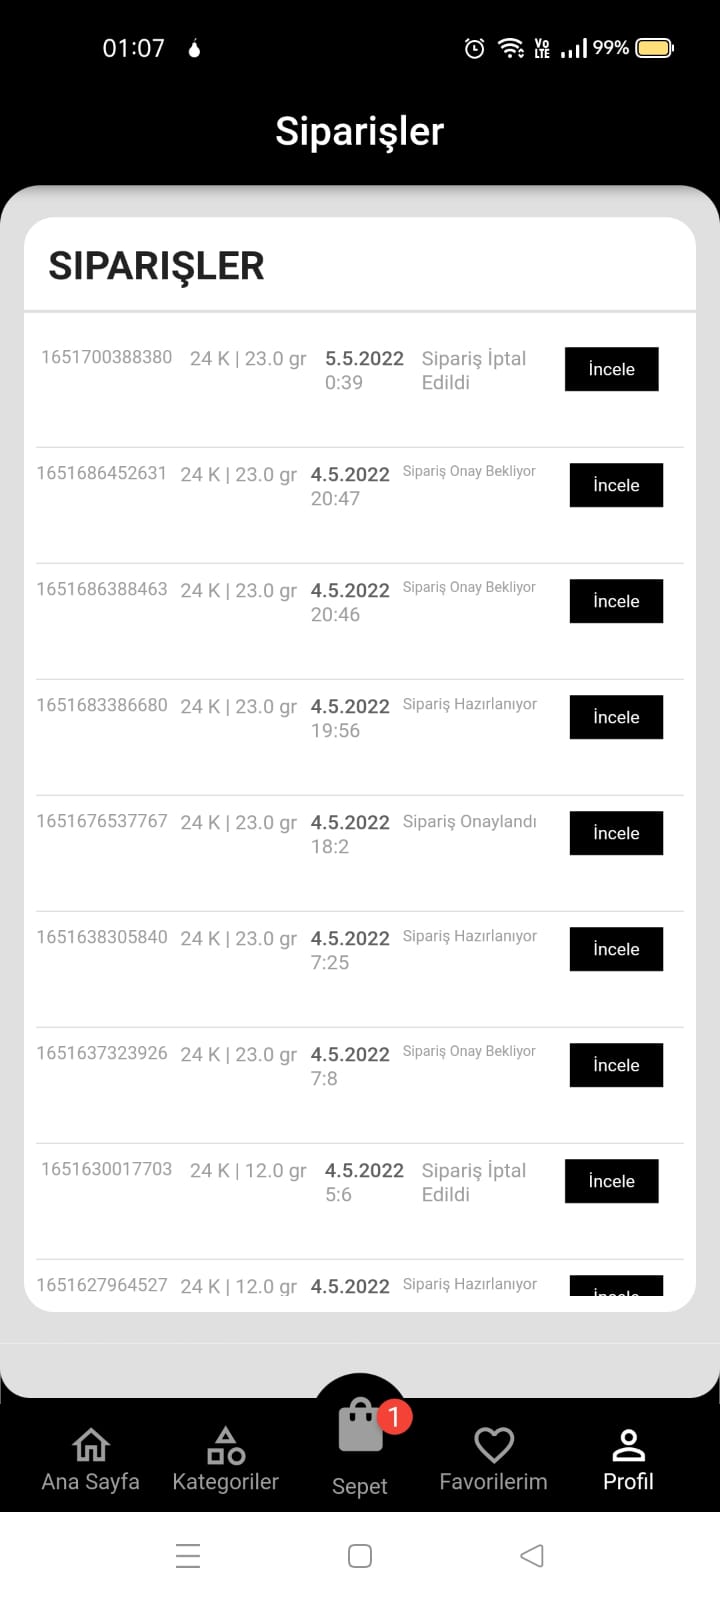 01:07 Vo LTE 99%
Siparişler
SIPARIŞLER
1651700388380 24 K | 23.0 gr 5.5.2022 Sipariş İptal İncele
0:39 Edildi
1651686452631 24 K | 23.0 gr 4.5.2022 Sipariş Onay Bekliyor İncele
20:47
1651686388463 24 K | 23.0 gr 4.5.2022 Sipariş Onay Bekliyor İncele
20:46
1651683386680 24 K | 23.0 gr 4.5.2022 Sipariş Hazırlanıyor İncele
19:56
1651676537767 24 K | 23.0 gr 4.5.2022 Sipariş Onaylandı İncele
18:2
1651638305840 24 K | 23.0 gr 4.5.2022 Sipariş Hazırlanıyor İncele
7:25
1651637323926 24 K | 23.0 gr 4.5.2022 Sipariş Onay Bekliyor İncele
7:8
1651630017703 24 K | 12.0 gr 4.5.2022 Sipariş İptal İncele
5:6 Edildi
1651627964527 24 K | 12.0 gr 4.5.2022 Sipariş Hazırlanıyor İncele
1
Ana Sayfa Kategoriler Sepet Favorilerim Profil